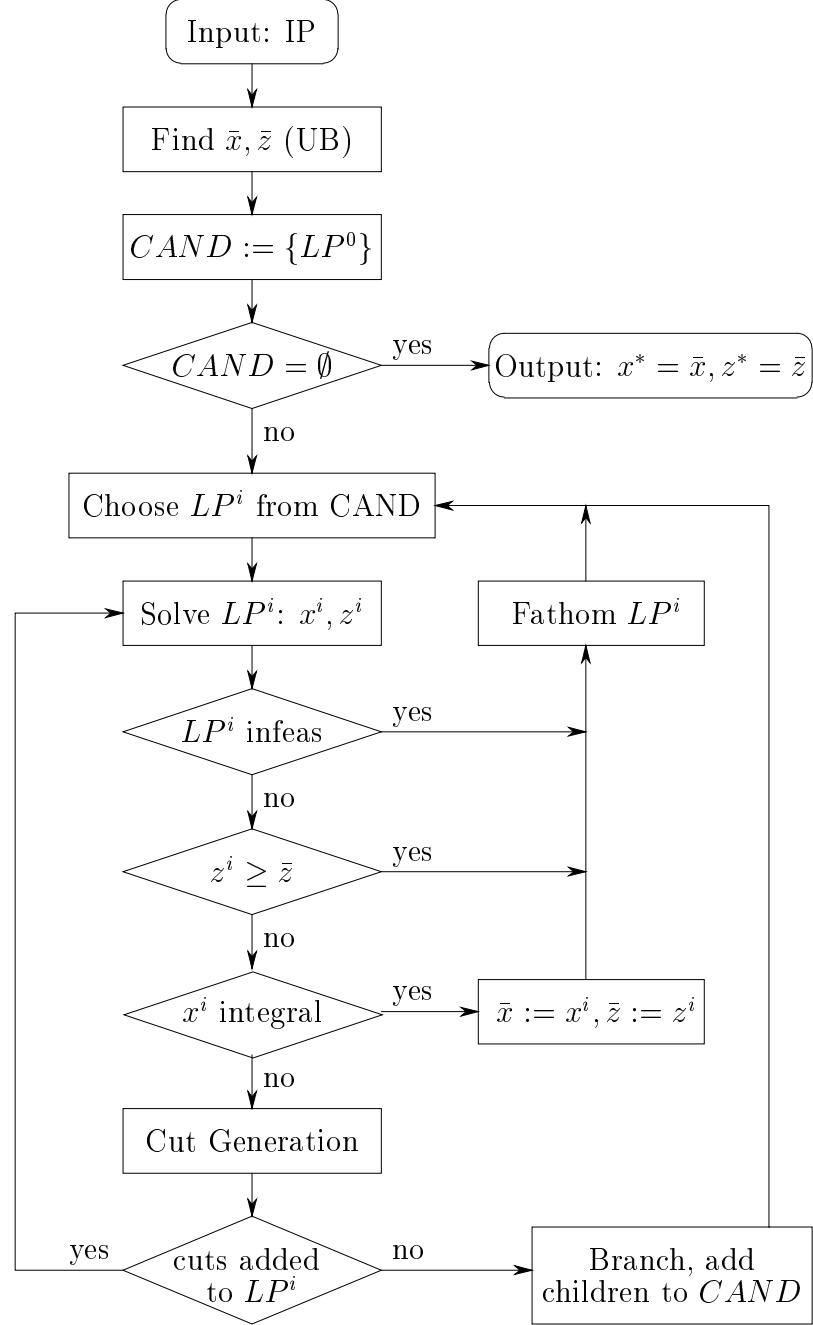 Input: IP
Find x̄, z̄ (UB)
CAND := {LP⁰}
CAND = ∅
yes
Output: x* = x̄, z* = z̄
no
Choose LPⁱ from CAND
Solve LPⁱ: xⁱ, zⁱ
Fathom LPⁱ
LPⁱ infeas
yes
no
zⁱ ≥ z̄
yes
no
xⁱ integral
yes
x̄ := xⁱ, z̄ := zⁱ
no
Cut Generation
yes
cuts added
to LPⁱ
no
Branch, add
children to CAND